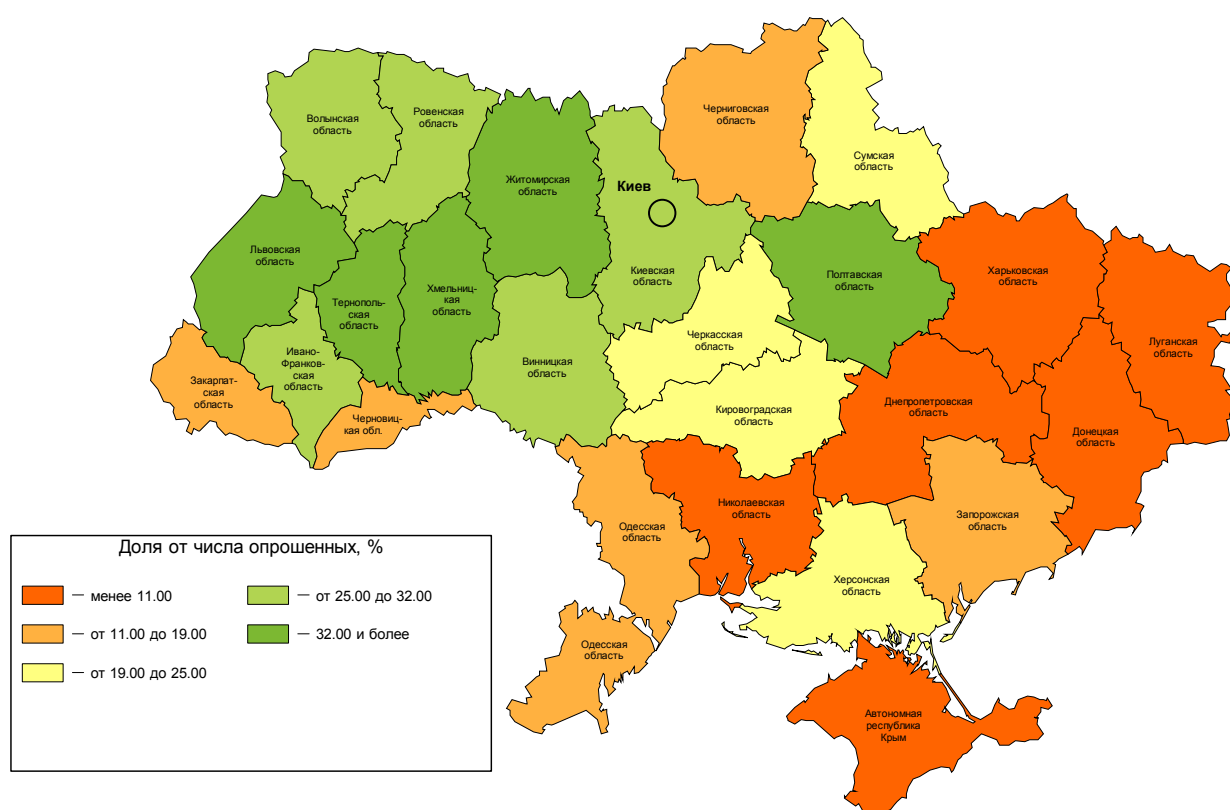 Черниговская
область
Волынская
область
Ровенская
область
Сумская
область
Житомирская
область
Киев
Львовская
область
Тернополь-
ская
область
Хмельниц-
кая
область
Киевская
область
Полтавская
область
Харьковская
область
Луганская
область
Черкасская
область
Ивано-
Франков-
ская
область
Винницкая
область
Закарпат-
ская
область
Черновиц-
кая обл.
Кировоградская
область
Днепропетровская
область
Донецкая
область
Николаевская
область
Одесская
область
Запорожская
область
Херсонская
область
Одесская
область
Автономная
республика
Крым
Доля от числа опрошенных, %
— менее 11.00
— от 11.00 до 19.00
— от 19.00 до 25.00
— от 25.00 до 32.00
— 32.00 и более